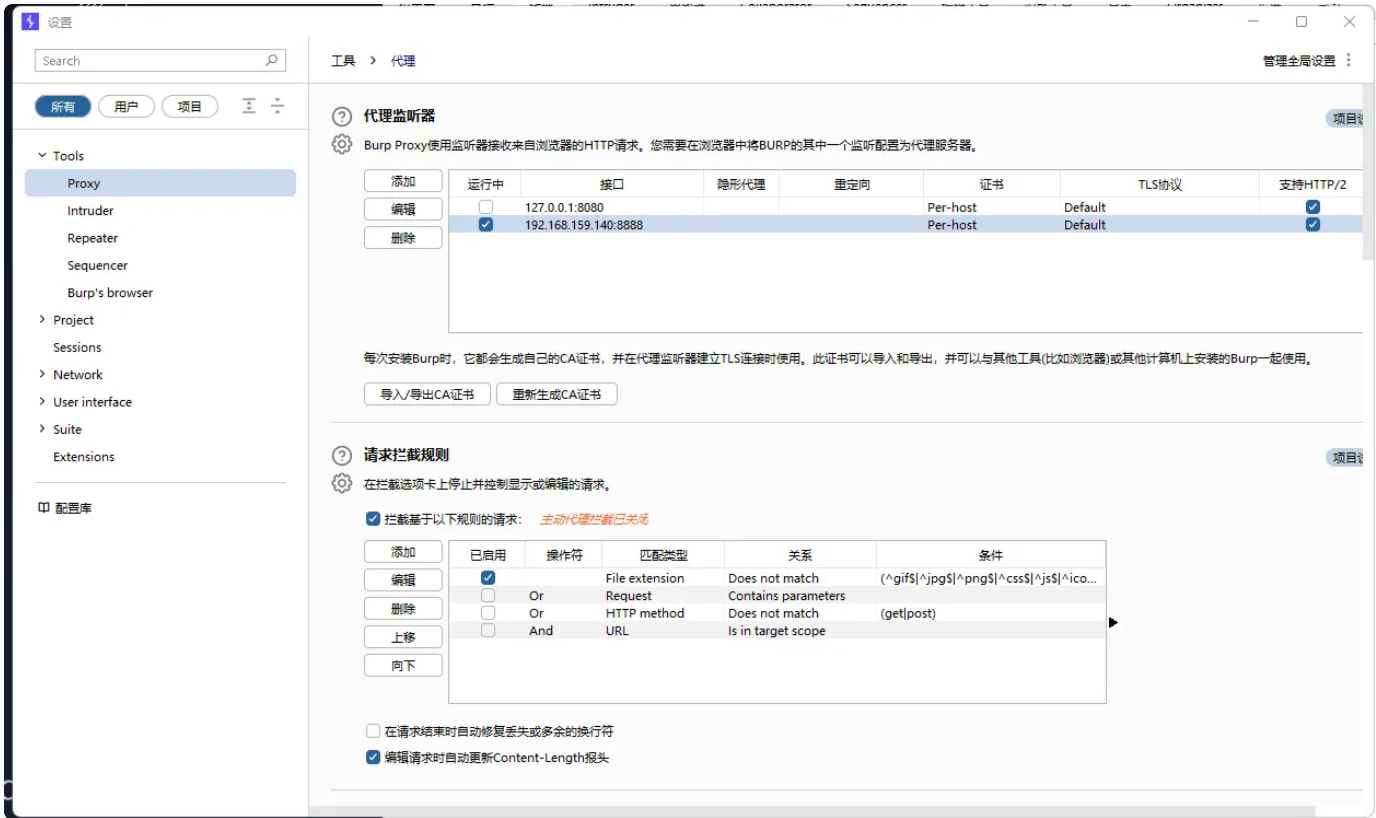 设置
Search
工具 > 代理
管理全局设置
所有 用户 项目
Tools
Proxy
Intruder
Repeater
Sequencer
Burp's browser
Project
Sessions
Network
User interface
Suite
Extensions
配置库
代理监听器
项目
Burp Proxy使用监听器接收来自浏览器的HTTP请求。您需要在浏览器中将BURP的其中一个监听配置为代理服务器。
添加
编辑
删除
运行中 接口 隐形代理 重定向 证书 TLS协议 支持HTTP/2
127.0.0.1:8080 Per-host Default
192.168.159.140:8888 Per-host Default
每次安装Burp时，它都会生成自己的CA证书，并在代理监听器建立TLS连接时使用。此证书可以导入和导出，并可以与其他工具(比如浏览器)或其他计算机上安装的Burp一起使用。
导入/导出CA证书 重新生成CA证书
请求拦截规则
项目
在拦截选项卡上停止并控制显示或编辑的请求。
拦截基于以下规则的请求： 主动代理拦截已关闭
添加
编辑
删除
上移
向下
已启用 操作符 匹配类型 关系 条件
File extension Does not match (^gif$|^jpg$|^png$|^css$|^js$|^ico...
Or Request Contains parameters
Or HTTP method Does not match (get|post)
And URL Is in target scope
在请求结束时自动修复丢失或多余的换行符
编辑请求时自动更新Content-Length报头